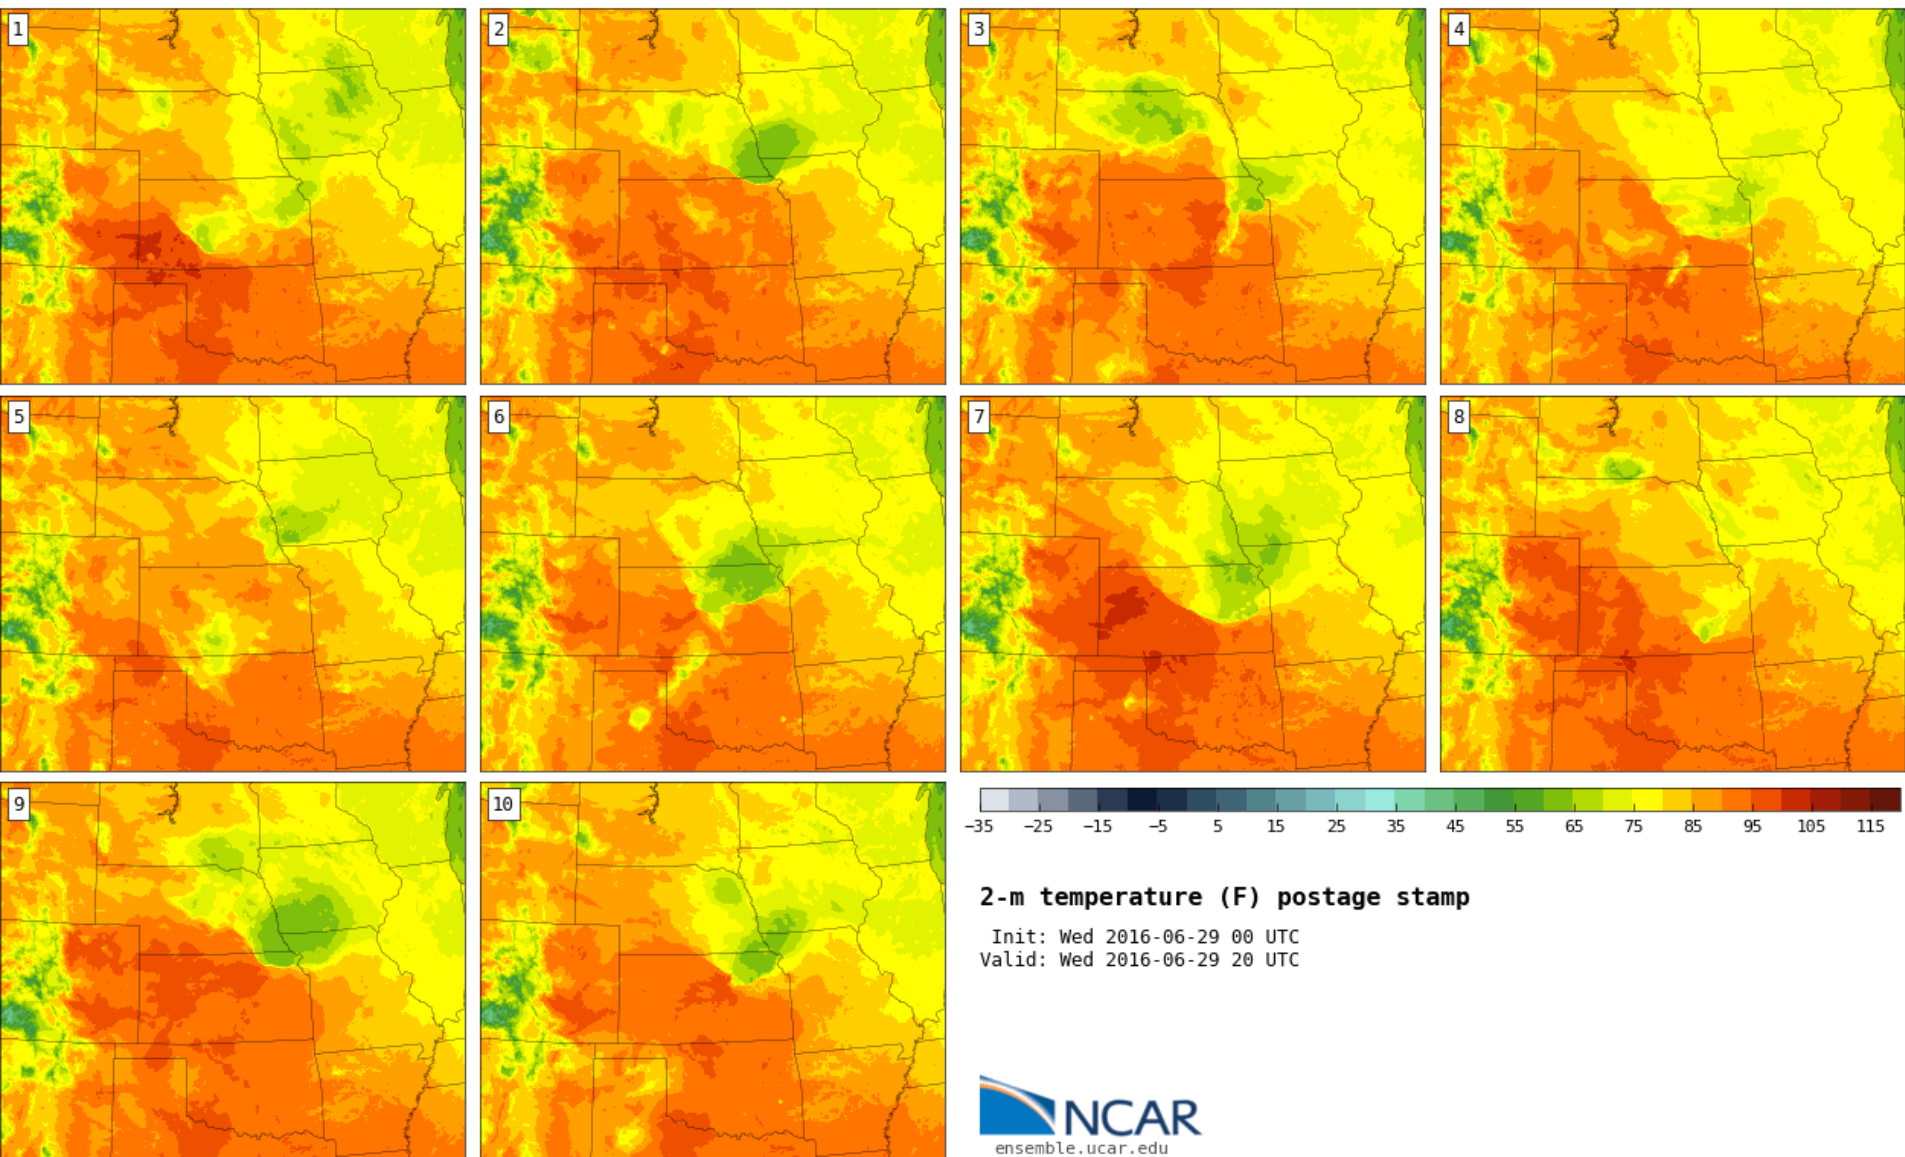 1
2
3
4
5
6
7
8
9
10
−35 −25 −15 −5 5 15 25 35 45 55 65 75 85 95 105 115
2-m temperature (F) postage stamp
Init: Wed 2016-06-29 00 UTC
Valid: Wed 2016-06-29 20 UTC
NCAR
ensemble.ucar.edu